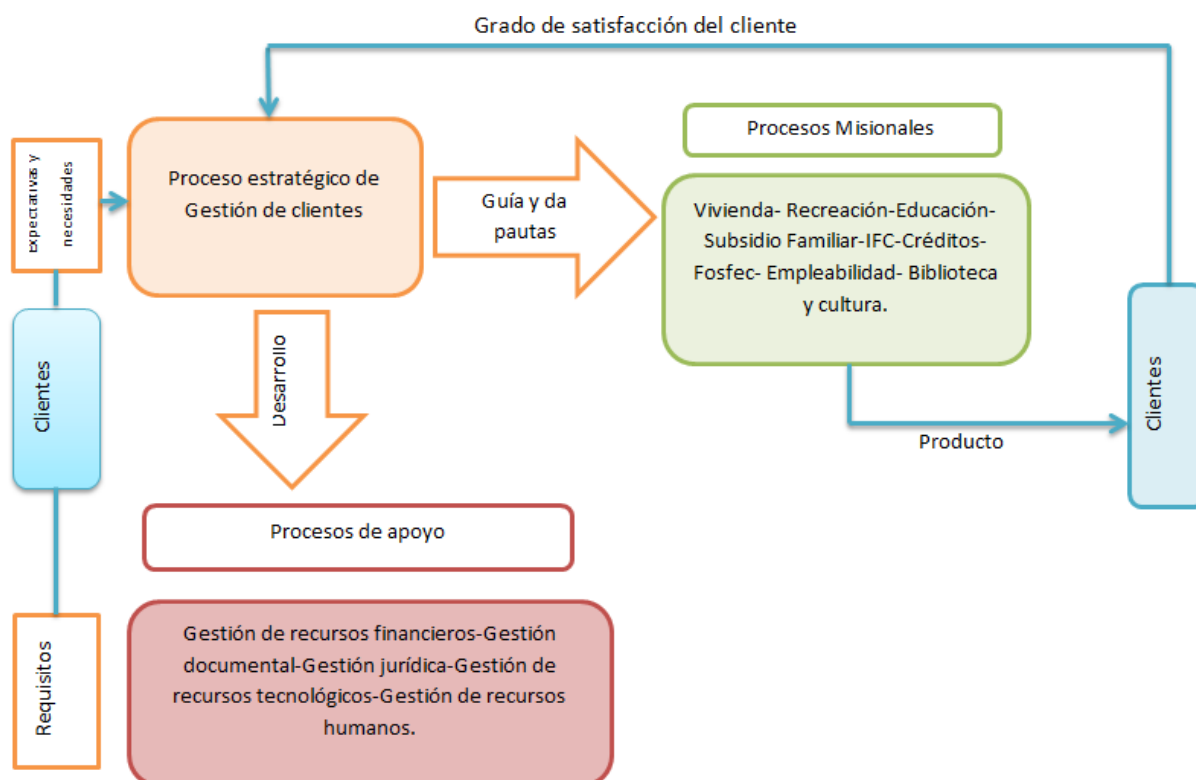 Grado de satisfacción del cliente
Expectativas y
necesidades
Proceso estratégico de
Gestión de clientes
Guía y da
pautas
Procesos Misionales
Vivienda- Recreación-Educación-
Subsidio Familiar-IFC-Créditos-
Fosfec- Empleabilidad- Biblioteca
y cultura.
Clientes
Desarrollo
Producto
Clientes
Procesos de apoyo
Requisitos
Gestión de recursos financieros-Gestión
documental-Gestión jurídica-Gestión de
recursos tecnológicos-Gestión de recursos
humanos.